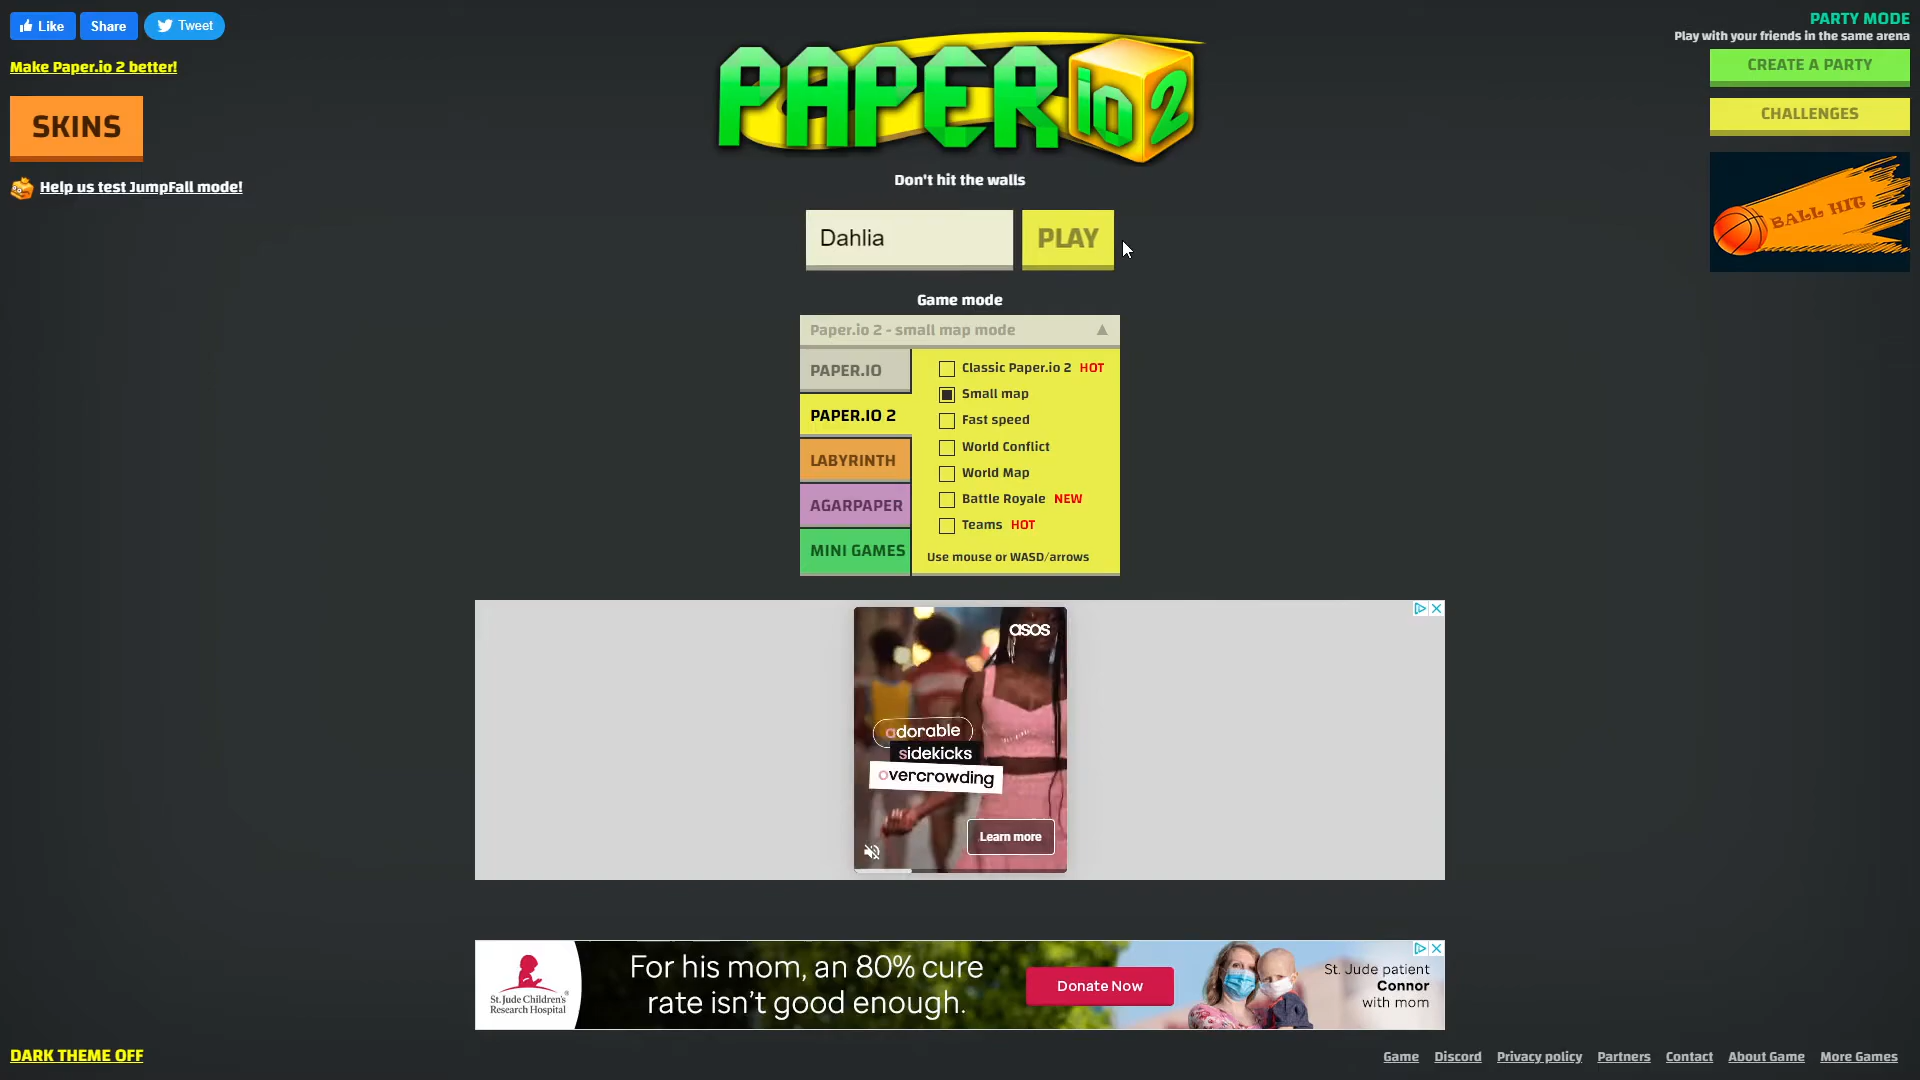 Like
Share
Tweet
Make Paper.io 2 better!
SKINS
Help us test JumpFall mode!
PAPER io 2
Don't hit the walls
Dahlia
PLAY
Game mode
Paper.io 2 - small map mode ▲
PAPER.IO
PAPER.IO 2
LABYRINTH
AGARPAPER
MINI GAMES
Classic Paper.io 2 HOT
Small map
Fast speed
World Conflict
World Map
Battle Royale NEW
Teams HOT
Use mouse or WASD/arrows
PARTY MODE
Play with your friends in the same arena
CREATE A PARTY
CHALLENGES
BALL HIT
asos
adorable
sidekicks
overcrowding
Learn more
St. Jude Children's
Research Hospital
For his mom, an 80% cure
rate isn't good enough.
Donate Now
St. Jude patient
Connor
with mom
DARK THEME OFF
Game
Discord
Privacy policy
Partners
Contact
About Game
More Games